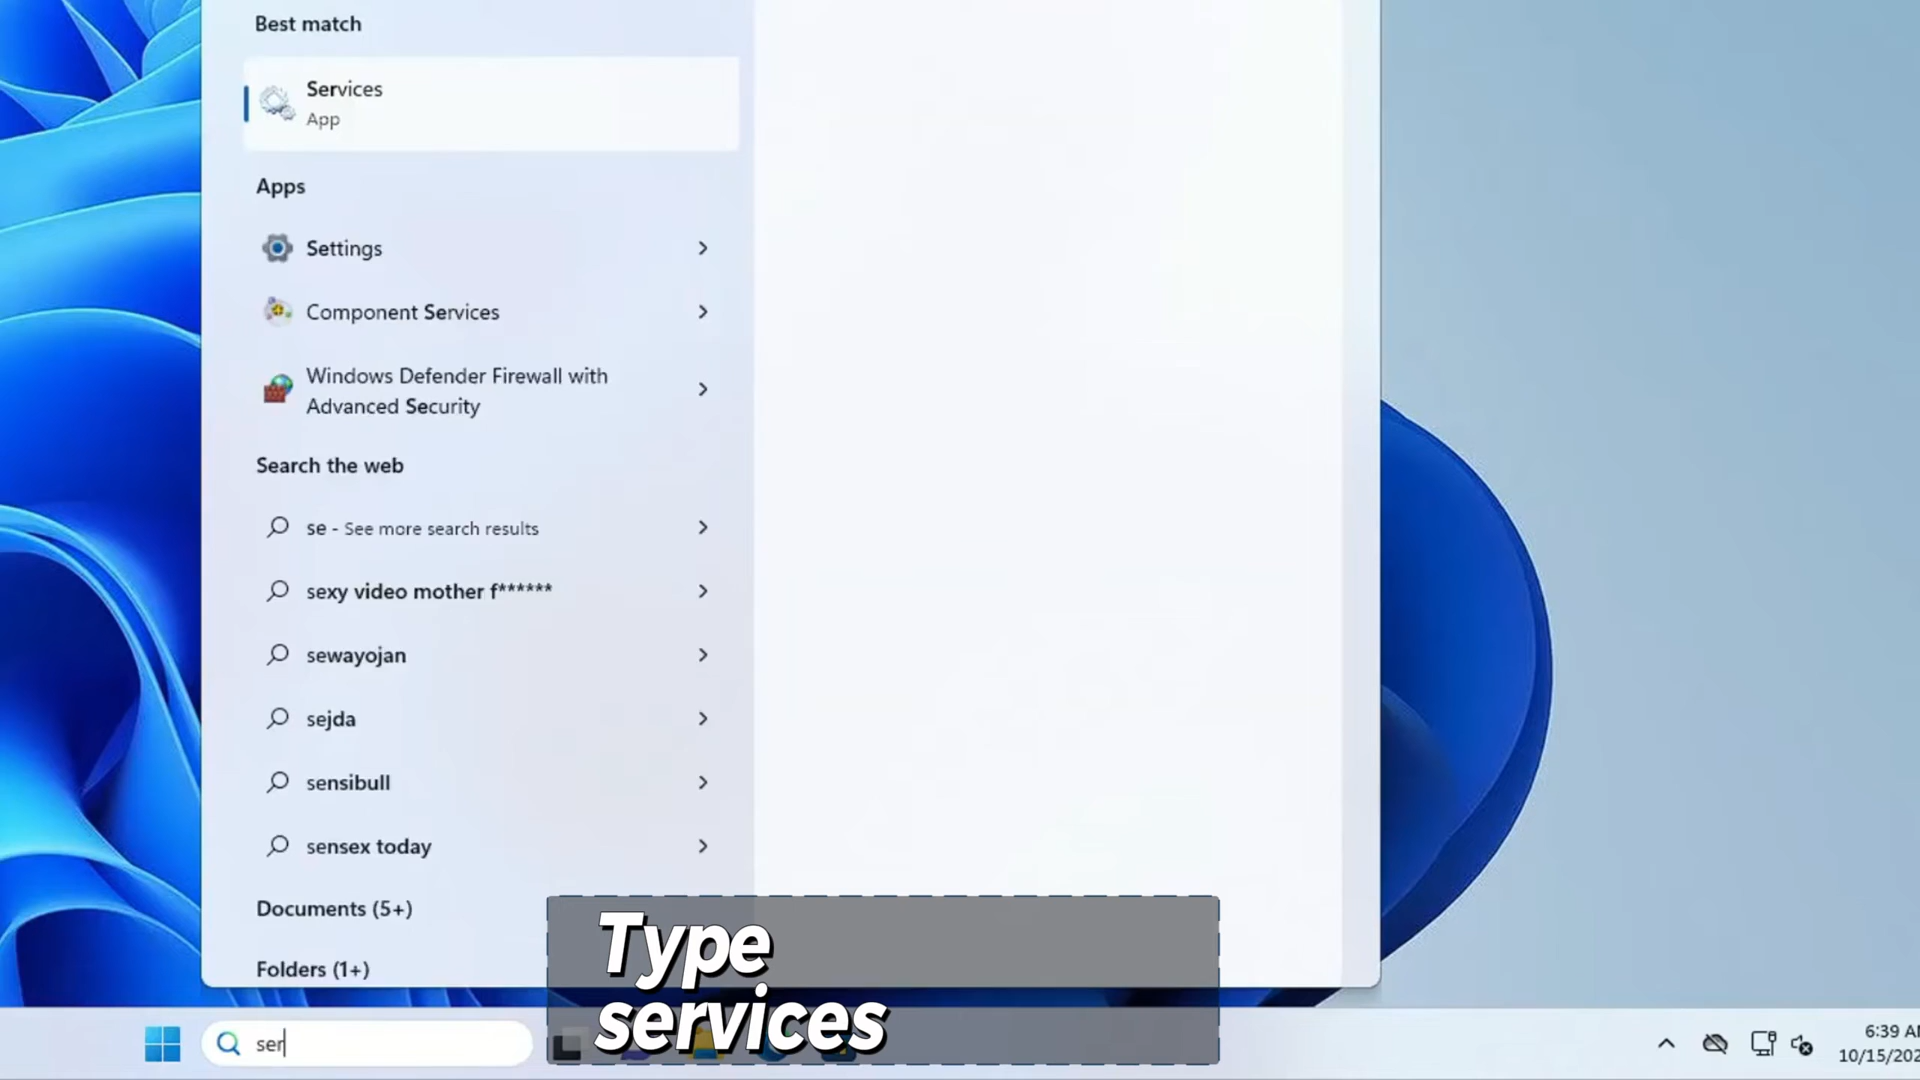 Best match
Services
App
Apps
Settings
Component Services
Windows Defender Firewall with
Advanced Security
Search the web
se - See more search results
sexy video mother f******
sewayojan
sejda
sensibull
sensex today
Documents (5+)
Folders (1+)
Type
services
ser
6:39 A
10/15/202